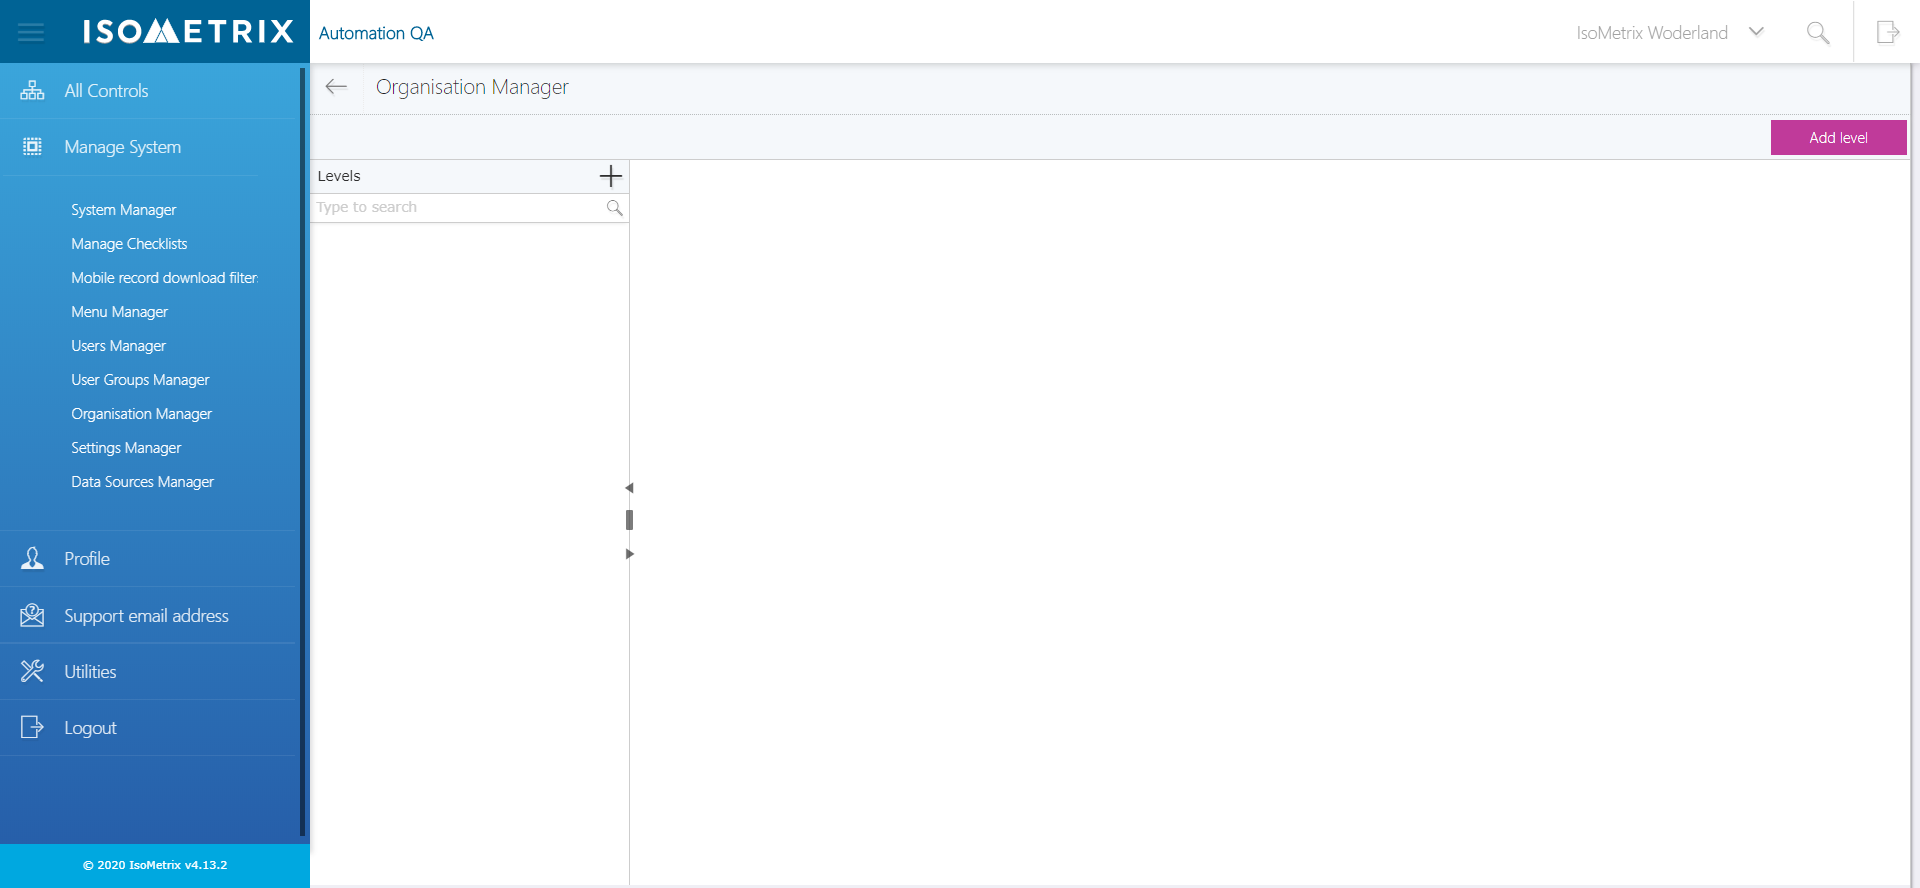 ISOMETRIX
Automation QA
IsoMetrix Woderland
All Controls
Manage System
System Manager
Manage Checklists
Mobile record download filter
Menu Manager
Users Manager
User Groups Manager
Organisation Manager
Settings Manager
Data Sources Manager
Profile
Support email address
Utilities
Logout
© 2020 IsoMetrix v4.13.2
Organisation Manager
Add level
Levels
Type to search